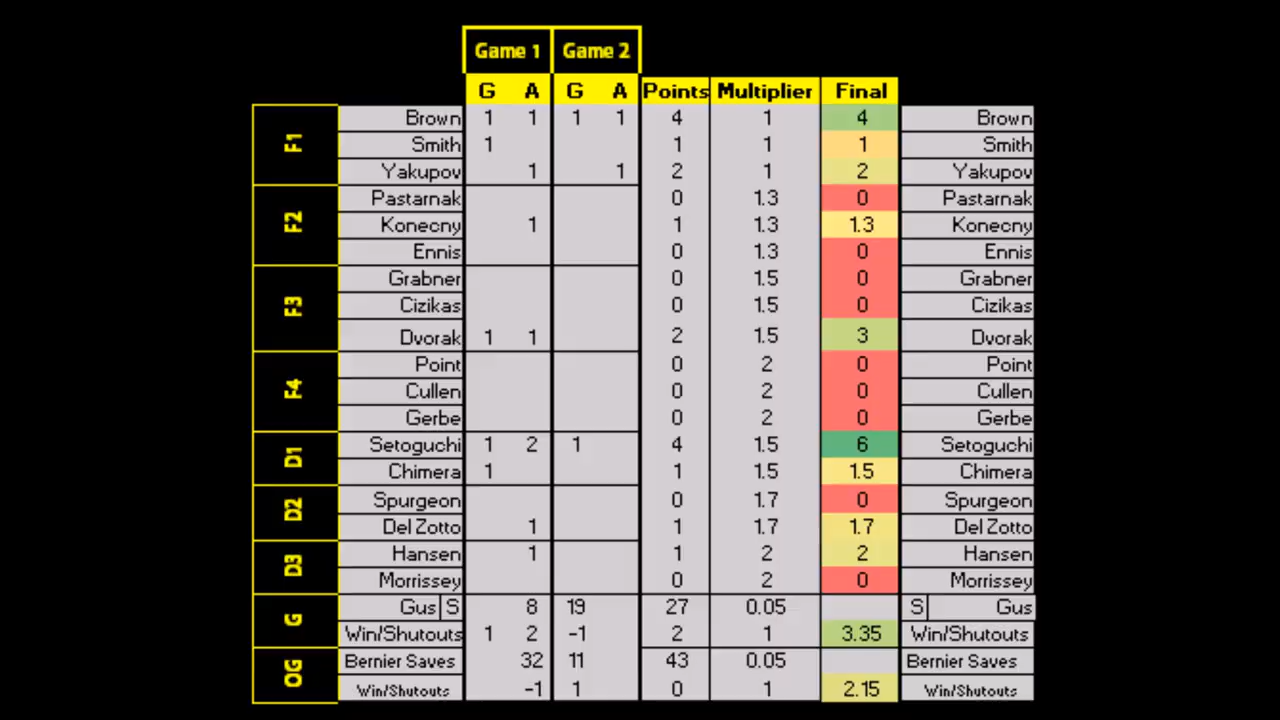 Game 1 Game 2
G A G A Points Multiplier Final
F1
Brown 1 1 1 1 4 1 4 Brown
Smith 1 1 1 1 Smith
Yakupov 1 1 2 1 2 Yakupov
F2
Pastarnak 0 1.3 0 Pastarnak
Konecny 1 1 1.3 1.3 Konecny
Ennis 0 1.3 0 Ennis
F3
Grabner 0 1.5 0 Grabner
Cizikas 0 1.5 0 Cizikas
Dvorak 1 1 2 1.5 3 Dvorak
F4
Point 0 2 0 Point
Cullen 0 2 0 Cullen
Gerbe 0 2 0 Gerbe
D1
Setoguchi 1 2 1 4 1.5 6 Setoguchi
Chimera 1 1 1.5 1.5 Chimera
D2
Spurgeon 0 1.7 0 Spurgeon
Del Zotto 1 1 1.7 1.7 Del Zotto
D3
Hansen 1 1 2 2 Hansen
Morrissey 0 2 0 Morrissey
G
Gus S 8 19 27 0.05 S Gus
Win/Shutouts 1 2 -1 2 1 3.35 Win/Shutouts
OG
Bernier Saves 32 11 43 0.05 Bernier Saves
Win/Shutouts -1 1 0 1 2.15 Win/Shutouts